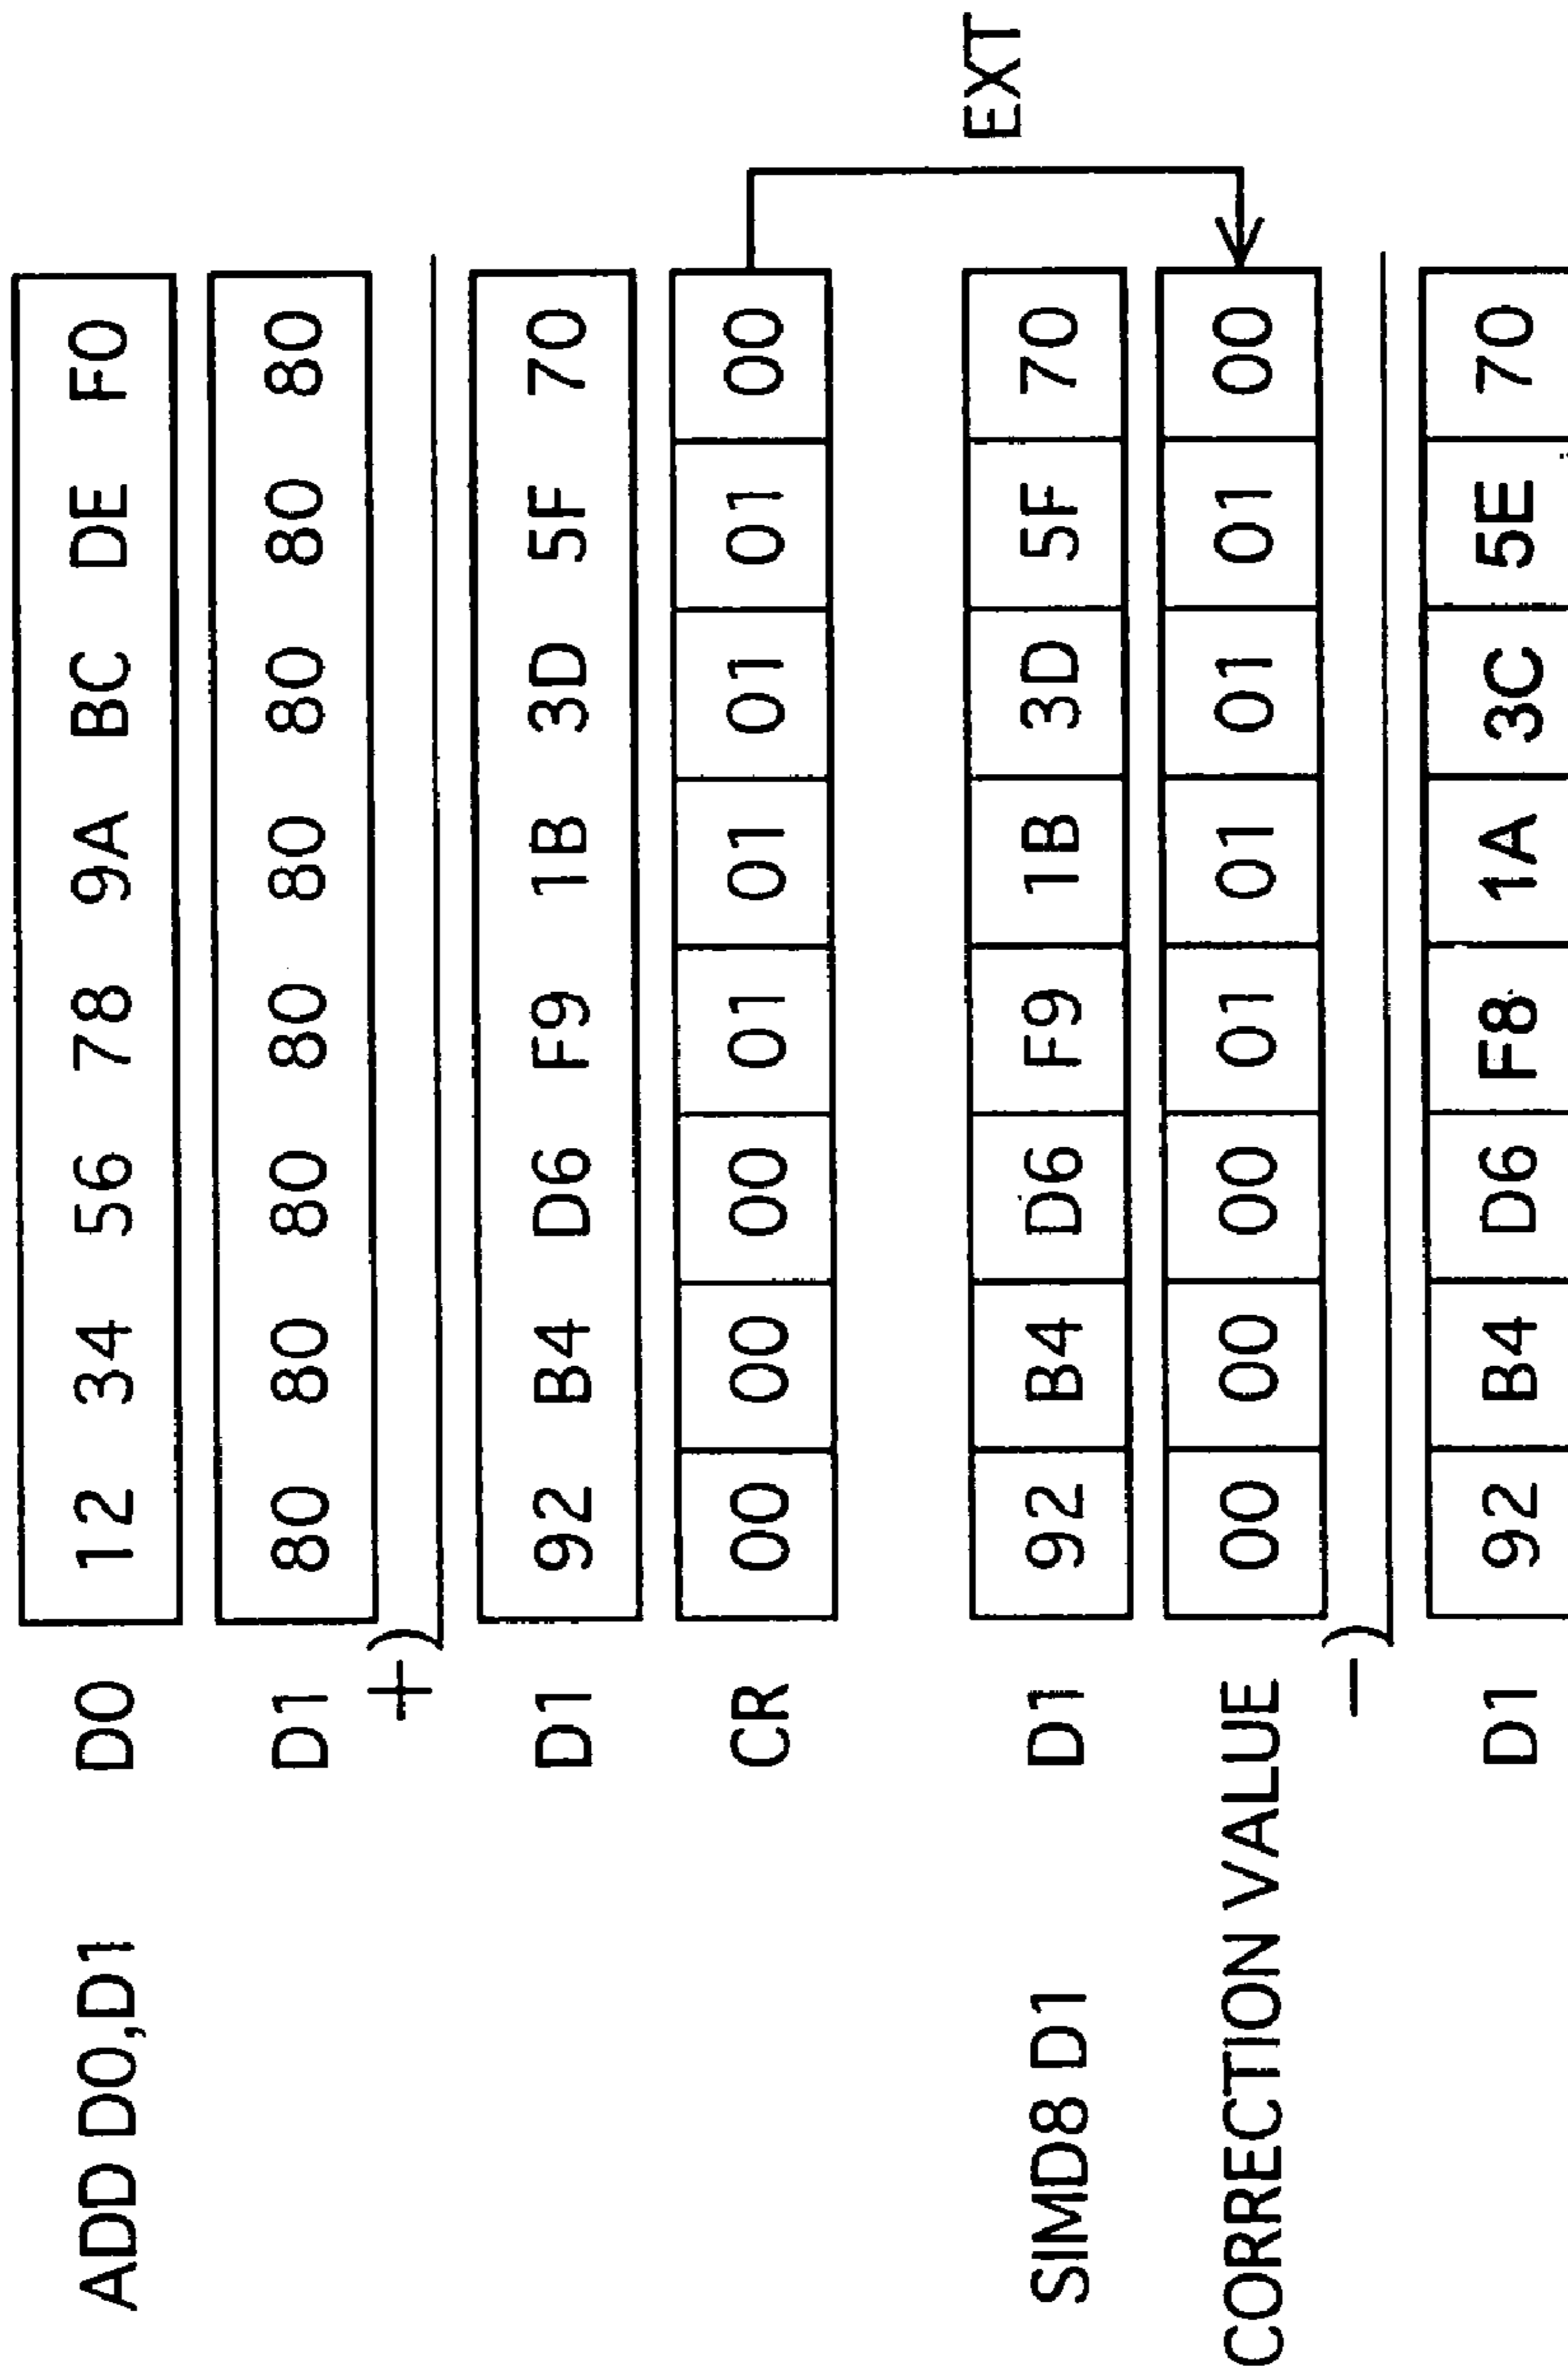 ADD D0,D1 D0 12 34 56 78 9A BC DE F0
D1 80 80 80 80 80 80 80 80
+)
D1 92 B4 D6 F9 1B 3D 5F 70
CR 00 00 00 01 01 01 01 00
EXT
SIMD8 D1 D1 92 B4 D6 F9 1B 3D 5F 70
CORRECTION VALUE 00 00 00 01 01 01 01 00
−)
D1 92 B4 D6 F8 1A 3C 5E 70